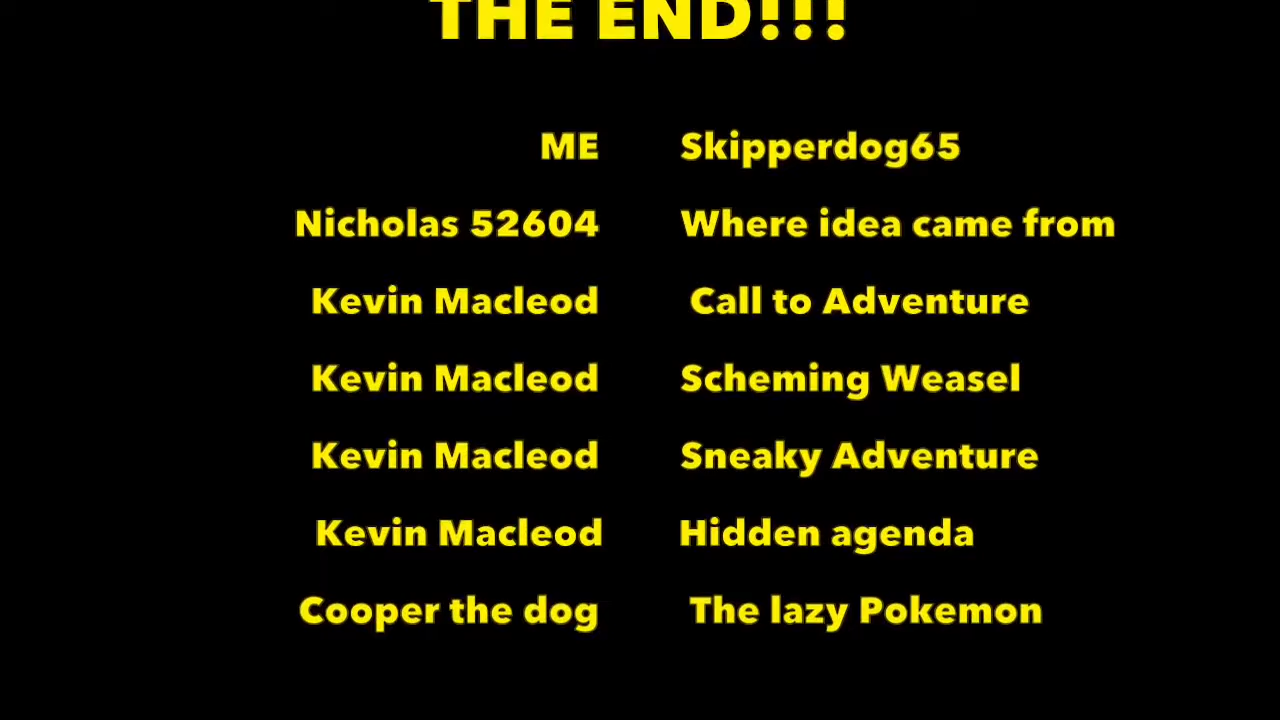 THE END!!!
ME Skipperdog65
Nicholas 52604 Where idea came from
Kevin Macleod Call to Adventure
Kevin Macleod Scheming Weasel
Kevin Macleod Sneaky Adventure
Kevin Macleod Hidden agenda
Cooper the dog The lazy Pokemon